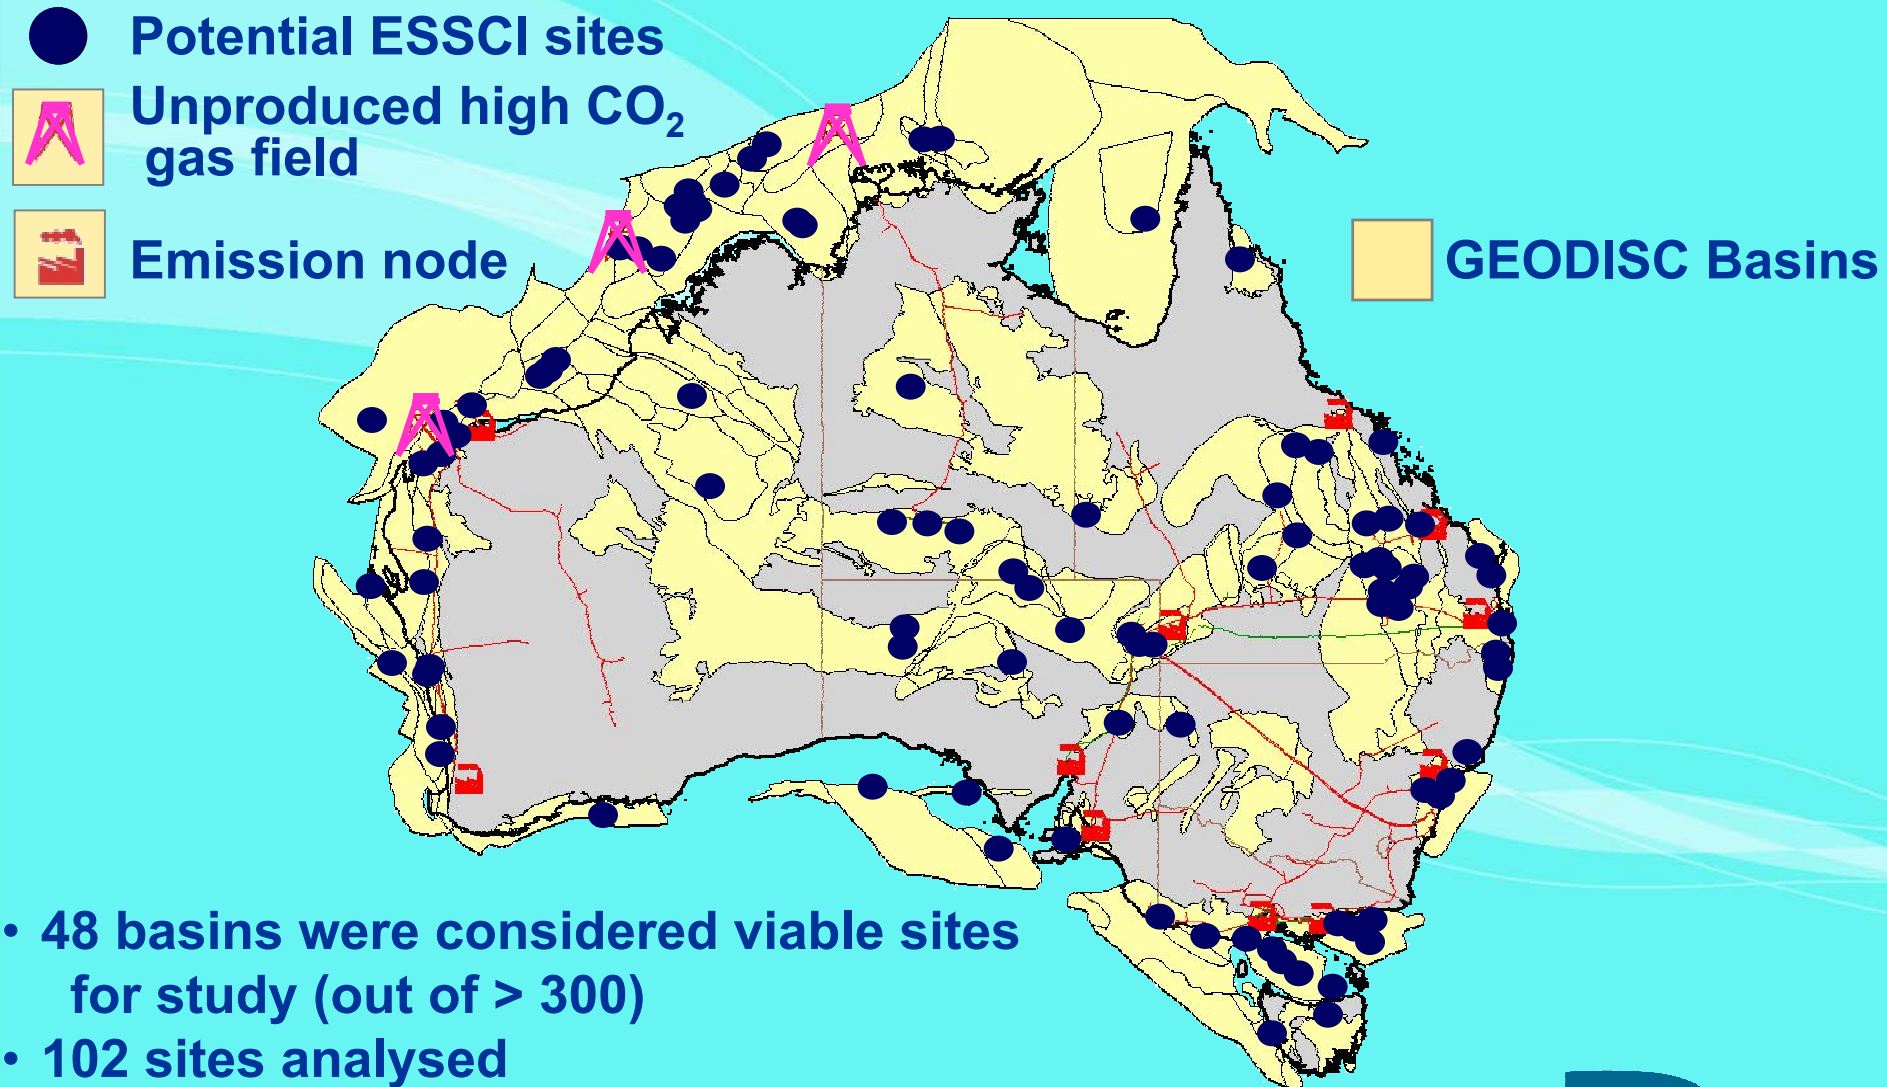 Potential ESSCI sites
Unproduced high CO₂
gas field
Emission node
GEODISC Basins
• 48 basins were considered viable sites
for study (out of > 300)
• 102 sites analysed